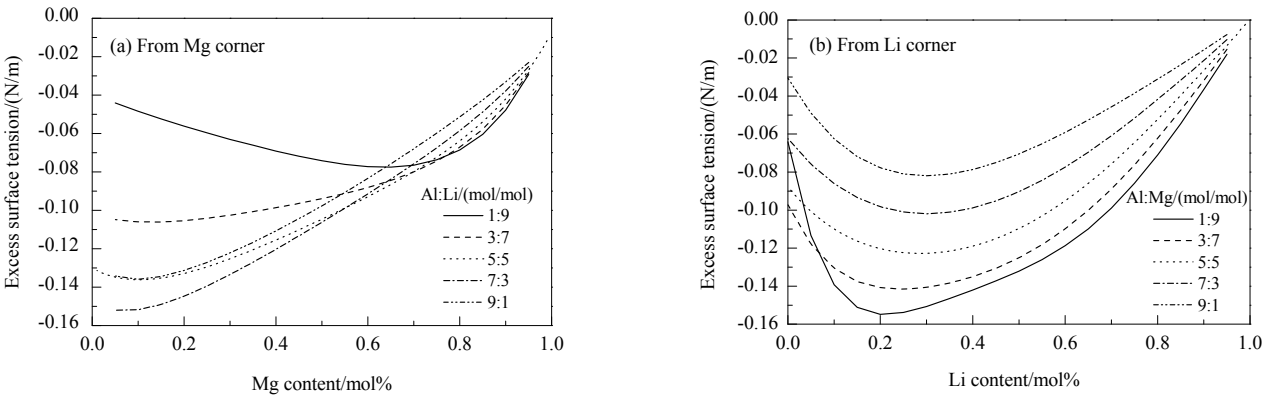 0.00
-0.02
-0.04
-0.06
-0.08
-0.10
-0.12
-0.14
-0.16
Excess surface tension/(N/m)
(a) From Mg corner
Al:Li/(mol/mol)
1:9
3:7
5:5
7:3
9:1
0.0 0.2 0.4 0.6 0.8 1.0
Mg content/mol%
0.00
-0.02
-0.04
-0.06
-0.08
-0.10
-0.12
-0.14
-0.16
Excess surface tension/(N/m)
(b) From Li corner
Al:Mg/(mol/mol)
1:9
3:7
5:5
7:3
9:1
0.0 0.2 0.4 0.6 0.8 1.0
Li content/mol%